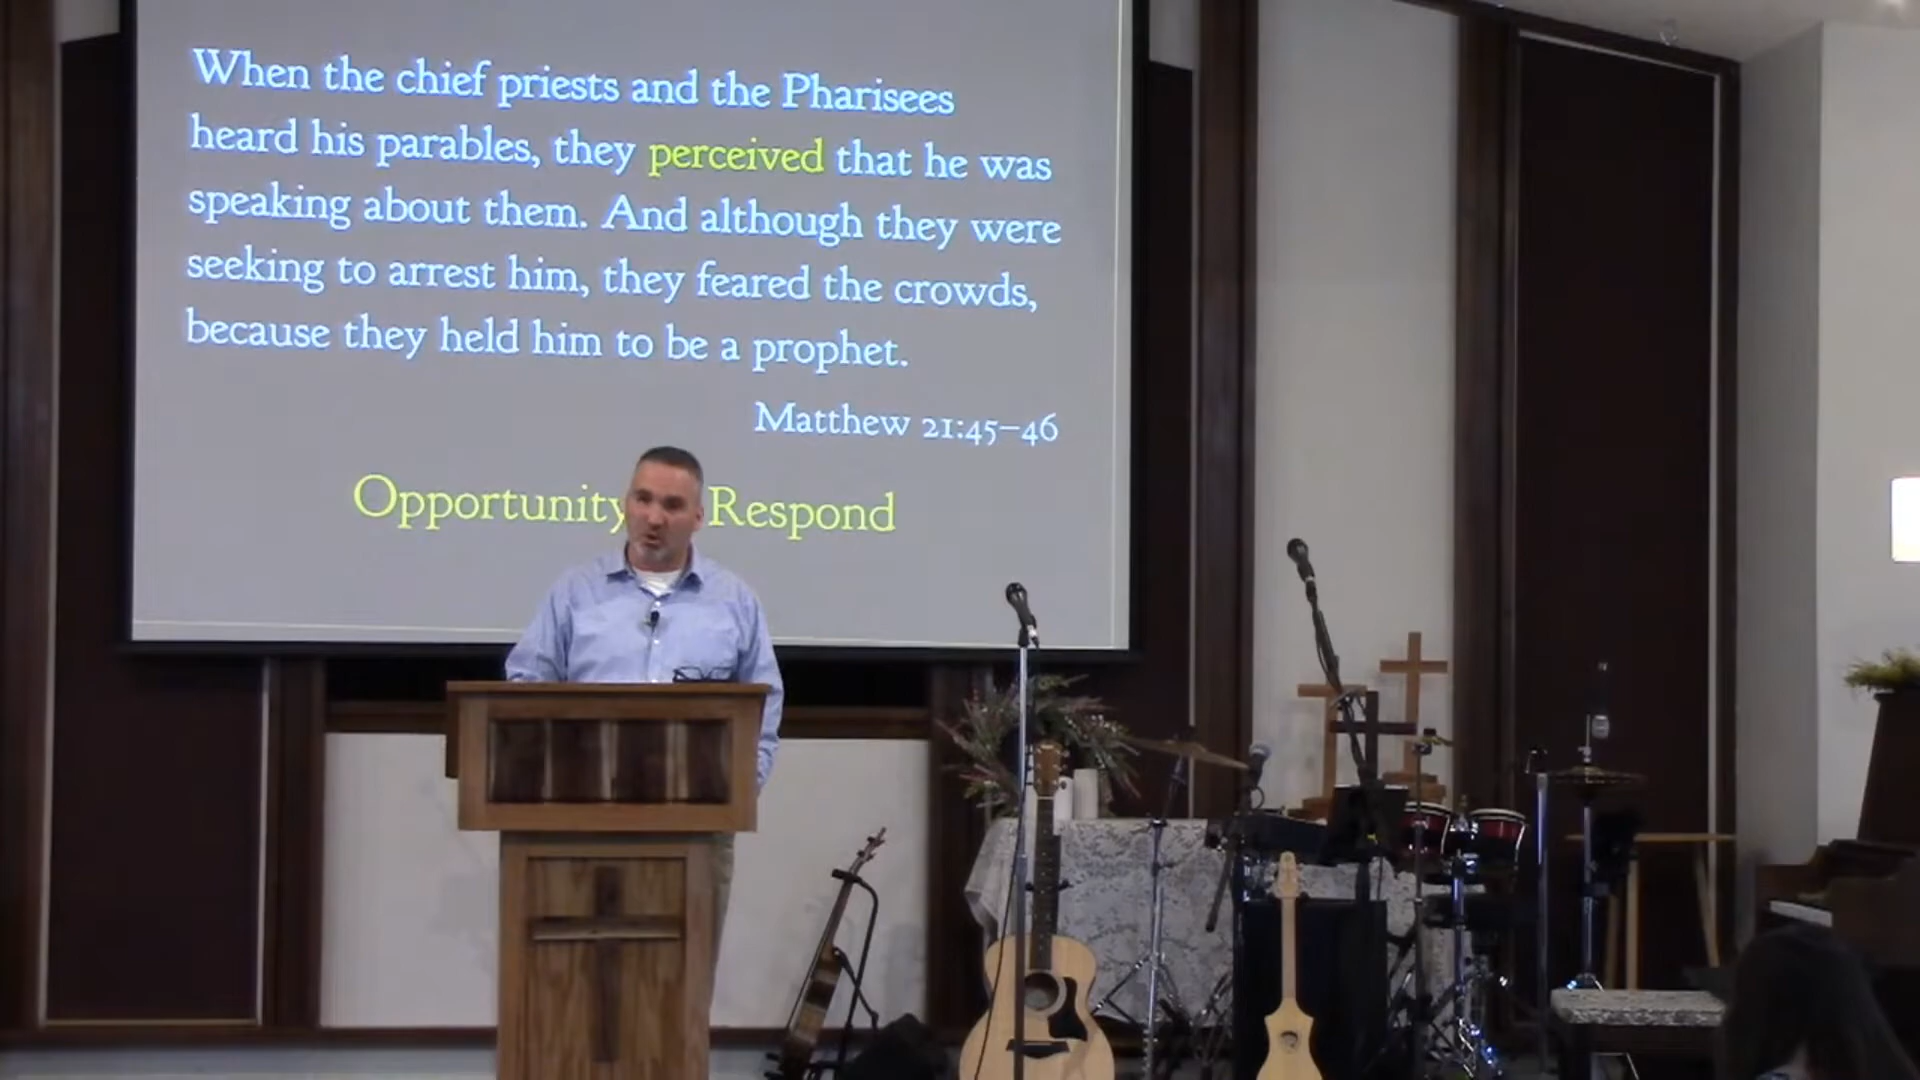 When the chief priests and the Pharisees
heard his parables, they perceived that he was
speaking about them. And although they were
seeking to arrest him, they feared the crowds,
because they held him to be a prophet.
Matthew 21:45–46
Opportunity Respond